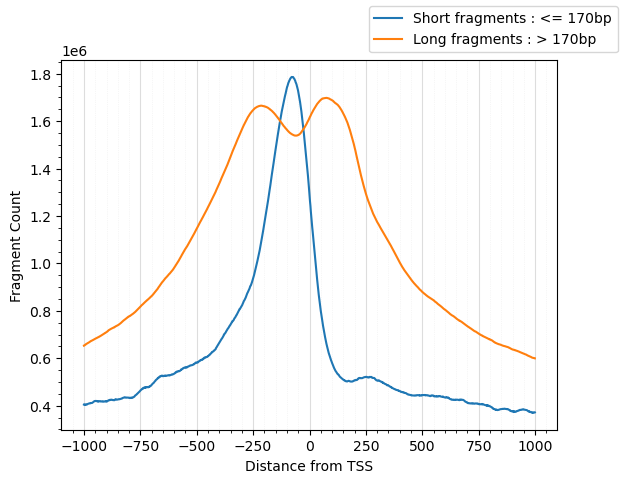 Short fragments : <= 170bp
Long fragments : > 170bp
1e6
1.8
1.6
1.4
1.2
1.0
0.8
0.6
0.4
Fragment Count
−1000 −750 −500 −250 0 250 500 750 1000
Distance from TSS